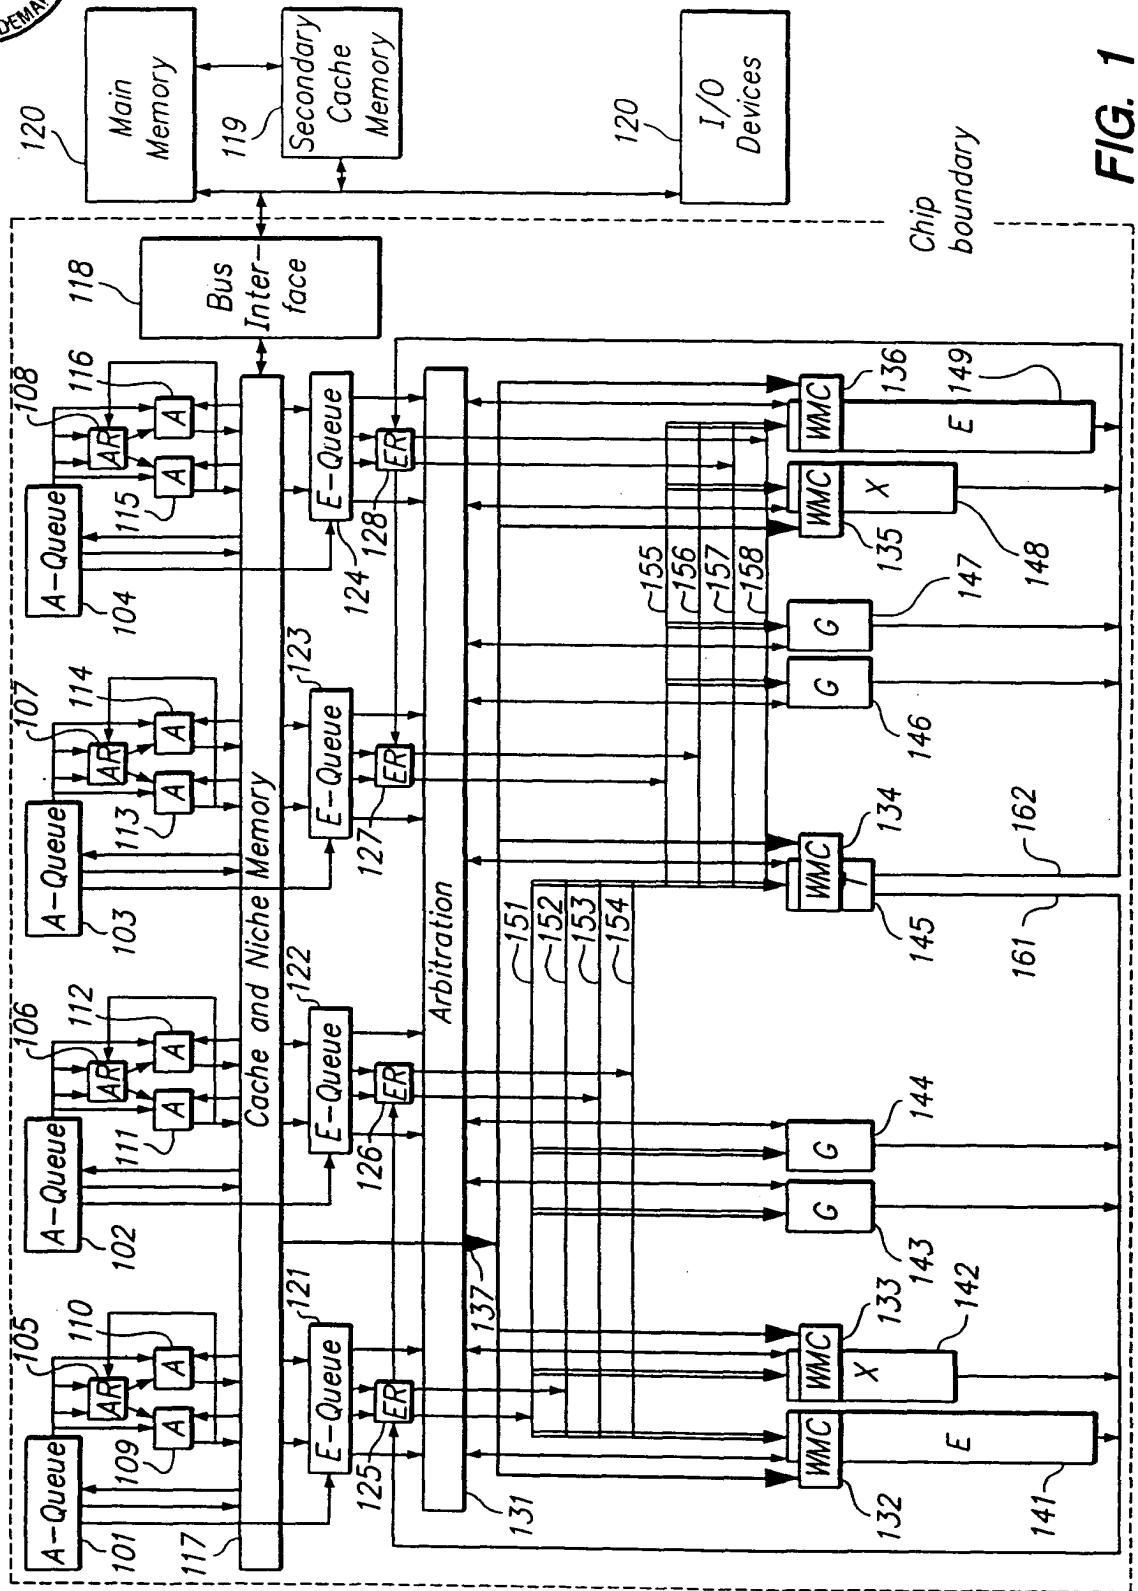 DEMAR
101
A-Queue
105
AR
A
109
A
110
102
A-Queue
106
AR
A
111
A
112
103
A-Queue
107
AR
A
113
A
114
104
A-Queue
108
AR
A
115
A
116
117
Cache and Niche Memory
118
Bus
Inter-
face
120
Main
Memory
119
Secondary
Cache
Memory
120
I/O
Devices
Chip
boundary
E-Queue
121
E-Queue
122
E-Queue
123
E-Queue
124
125
ER
126
ER
127
ER
128
ER
131
Arbitration
137
151
152
153
154
155
156
157
158
WMC
132
E
141
WMC
133
X
142
G
143
G
144
WMC
134
T
145
G
146
G
147
WMC
135
X
148
WMC
136
E
149
161
162
FIG. 1